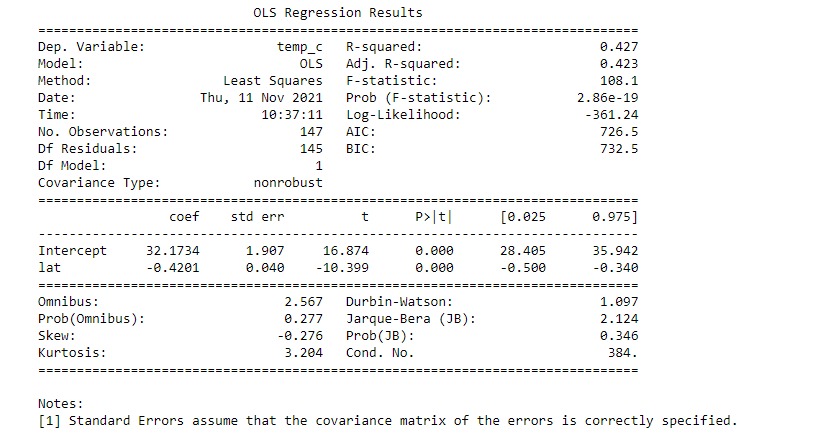 OLS Regression Results
==============================================================================
Dep. Variable: temp_c R-squared: 0.427
Model: OLS Adj. R-squared: 0.423
Method: Least Squares F-statistic: 108.1
Date: Thu, 11 Nov 2021 Prob (F-statistic): 2.86e-19
Time: 10:37:11 Log-Likelihood: -361.24
No. Observations: 147 AIC: 726.5
Df Residuals: 145 BIC: 732.5
Df Model: 1
Covariance Type: nonrobust
==============================================================================
coef std err t P>|t| [0.025 0.975]
------------------------------------------------------------------------------
Intercept 32.1734 1.907 16.874 0.000 28.405 35.942
lat -0.4201 0.040 -10.399 0.000 -0.500 -0.340
==============================================================================
Omnibus: 2.567 Durbin-Watson: 1.097
Prob(Omnibus): 0.277 Jarque-Bera (JB): 2.124
Skew: -0.276 Prob(JB): 0.346
Kurtosis: 3.204 Cond. No. 384.
==============================================================================
Notes:
[1] Standard Errors assume that the covariance matrix of the errors is correctly specified.